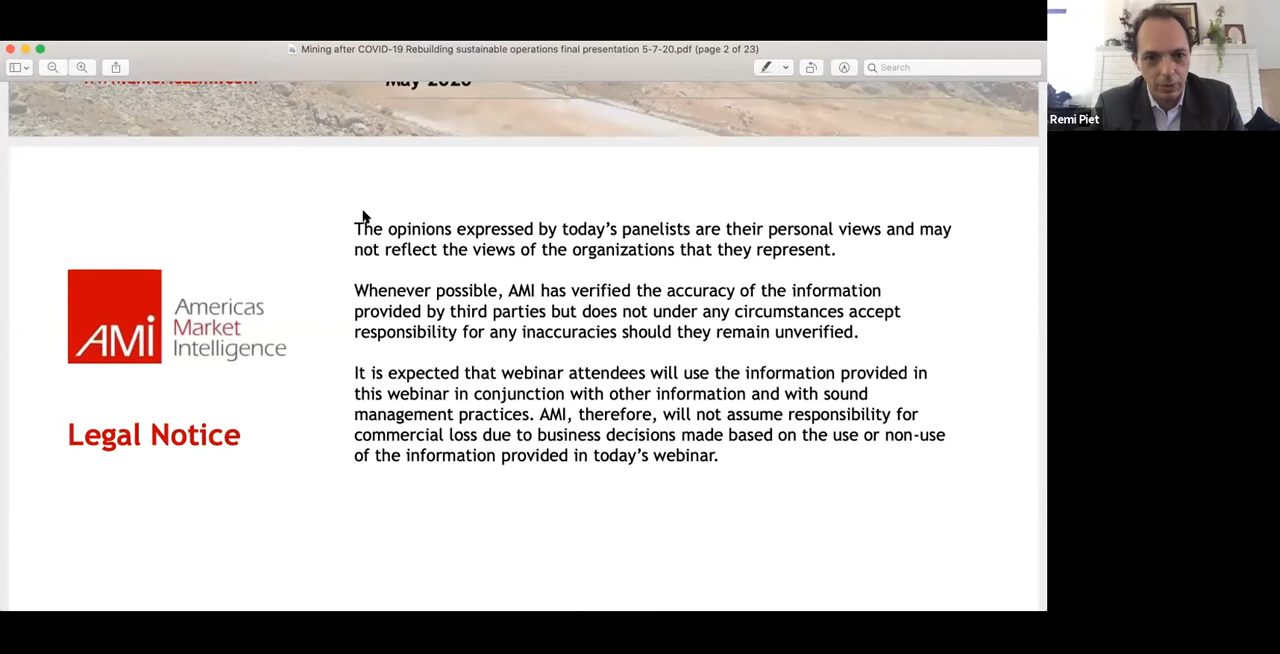 Mining after COVID-19 Rebuilding sustainable operations final presentation 5-7-20.pdf (page 2 of 23)
Search
Remi Piet
May 2020
The opinions expressed by today's panelists are their personal views and may
not reflect the views of the organizations that they represent.
Whenever possible, AMI has verified the accuracy of the information
provided by third parties but does not under any circumstances accept
responsibility for any inaccuracies should they remain unverified.
It is expected that webinar attendees will use the information provided in
this webinar in conjunction with other information and with sound
management practices. AMI, therefore, will not assume responsibility for
commercial loss due to business decisions made based on the use or non-use
of the information provided in today's webinar.
AMI
Americas
Market
Intelligence
Legal Notice